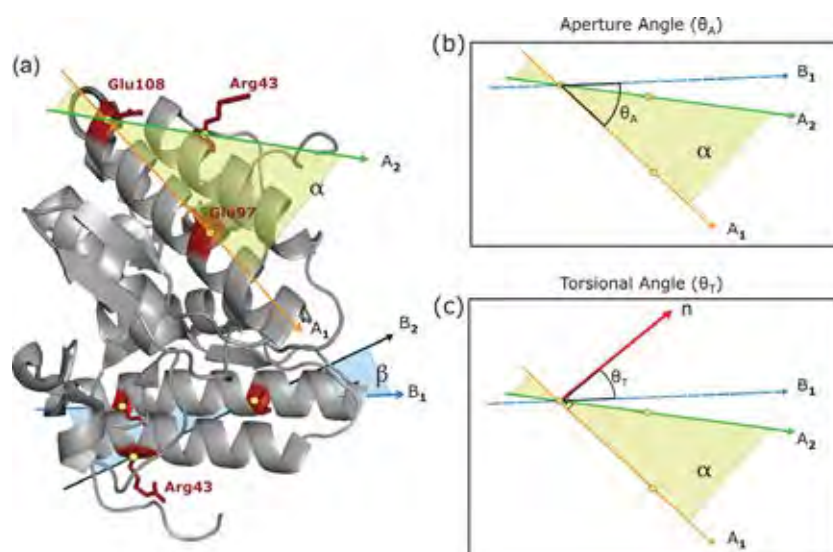 (a)
Glu108
Arg43
A2
α
Glu97
A1
B2
β
B1
Arg43
(b)
Aperture Angle (θA)
B1
θA
A2
α
A1
(c)
Torsional Angle (θT)
n
θT
B1
A2
α
A1